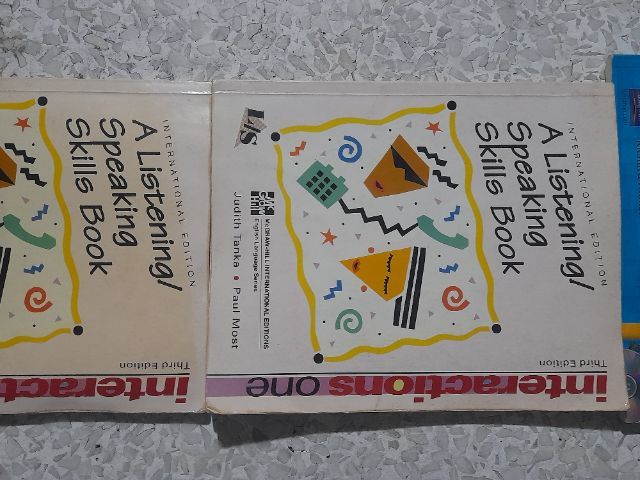 INTERNATIONAL EDITION
A Listening/
Speaking
Skills Book
Third Edition
interact
INTERNATIONAL EDITION
A Listening/
Speaking
Skills Book
L/S
McGRAW-HILL INTERNATIONAL EDITIONS
English Language Series
Judith Tanka • Paul Most
Third Edition
interactions one